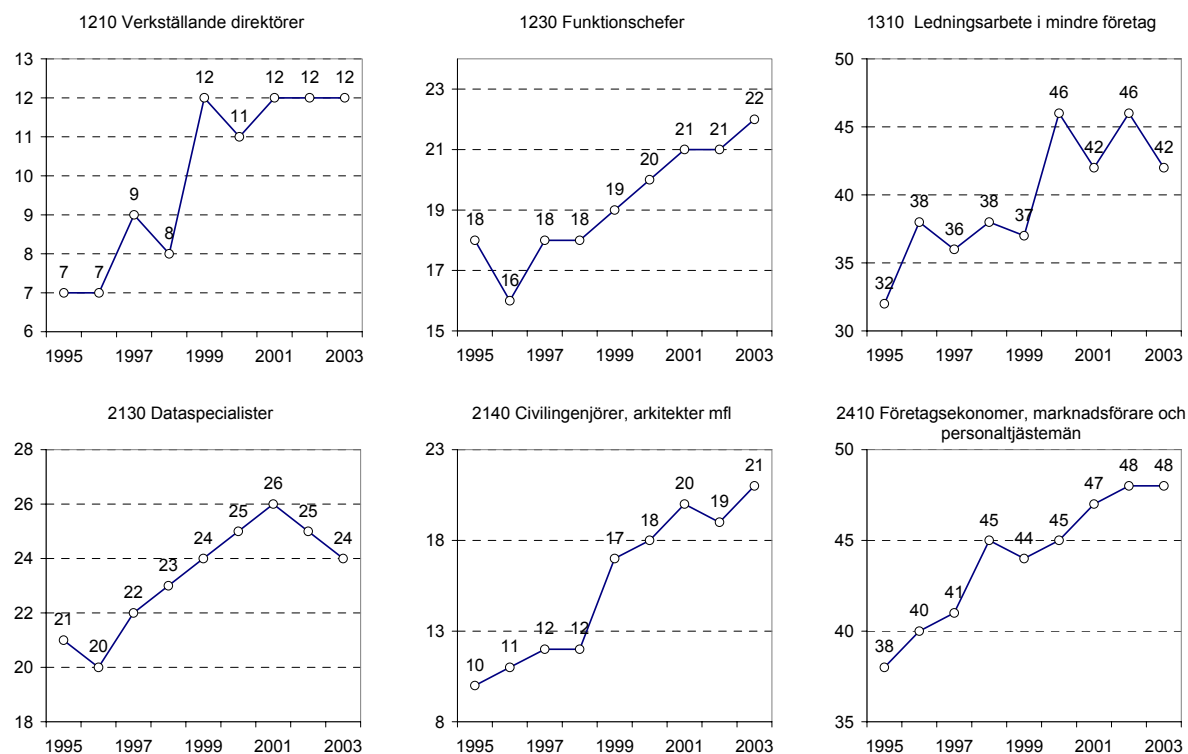 1210 Verkställande direktörer
13
12
11
10
9
8
7
6
7 7 9 8 12 11 12 12 12
1995 1997 1999 2001 2003
1230 Funktionschefer
23
21
19
17
15
18 16 18 18 19 20 21 21 22
1995 1997 1999 2001 2003
1310 Ledningsarbete i mindre företag
50
45
40
35
30
32 38 36 38 37 46 42 46 42
1995 1997 1999 2001 2003
2130 Dataspecialister
28
26
24
22
20
18
21 20 22 23 24 25 26 25 24
1995 1997 1999 2001 2003
2140 Civilingenjörer, arkitekter mfl
23
18
13
8
10 11 12 12 17 18 20 19 21
1995 1997 1999 2001 2003
2410 Företagsekonomer, marknadsförare och
personaltjästemän
50
45
40
35
38 40 41 45 44 45 47 48 48
1995 1997 1999 2001 2003